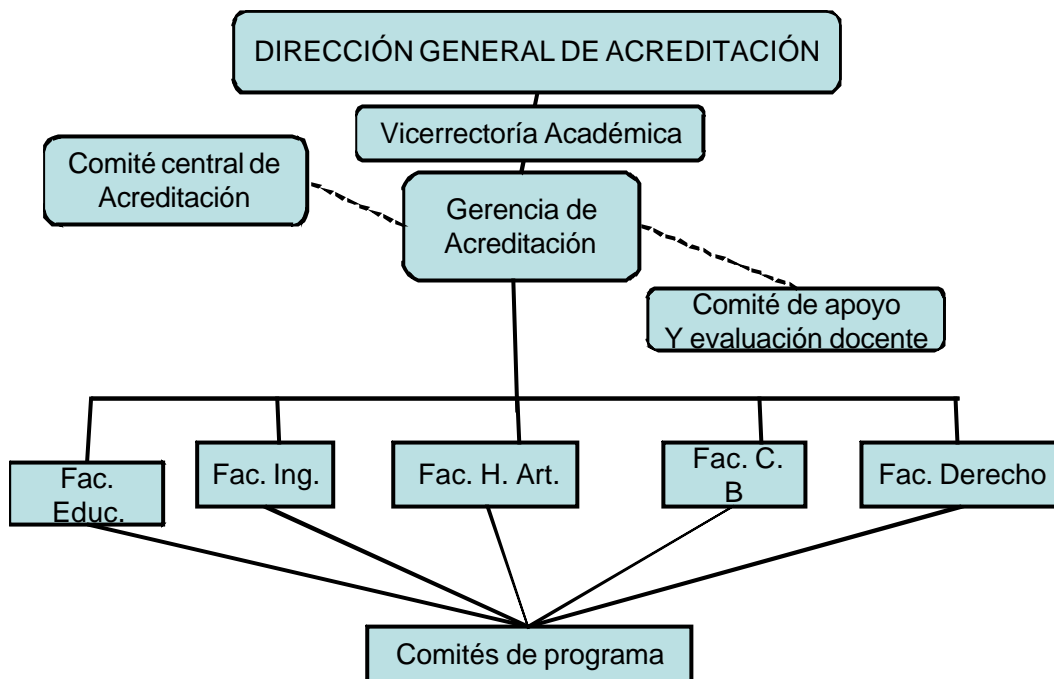 DIRECCIÓN GENERAL DE ACREDITACIÓN
Vicerrectoría Académica
Comité central de
Acreditación
Gerencia de
Acreditación
Comité de apoyo
Y evaluación docente
Fac.
Educ.
Fac. Ing.
Fac. H. Art.
Fac. C.
B
Fac. Derecho
Comités de programa